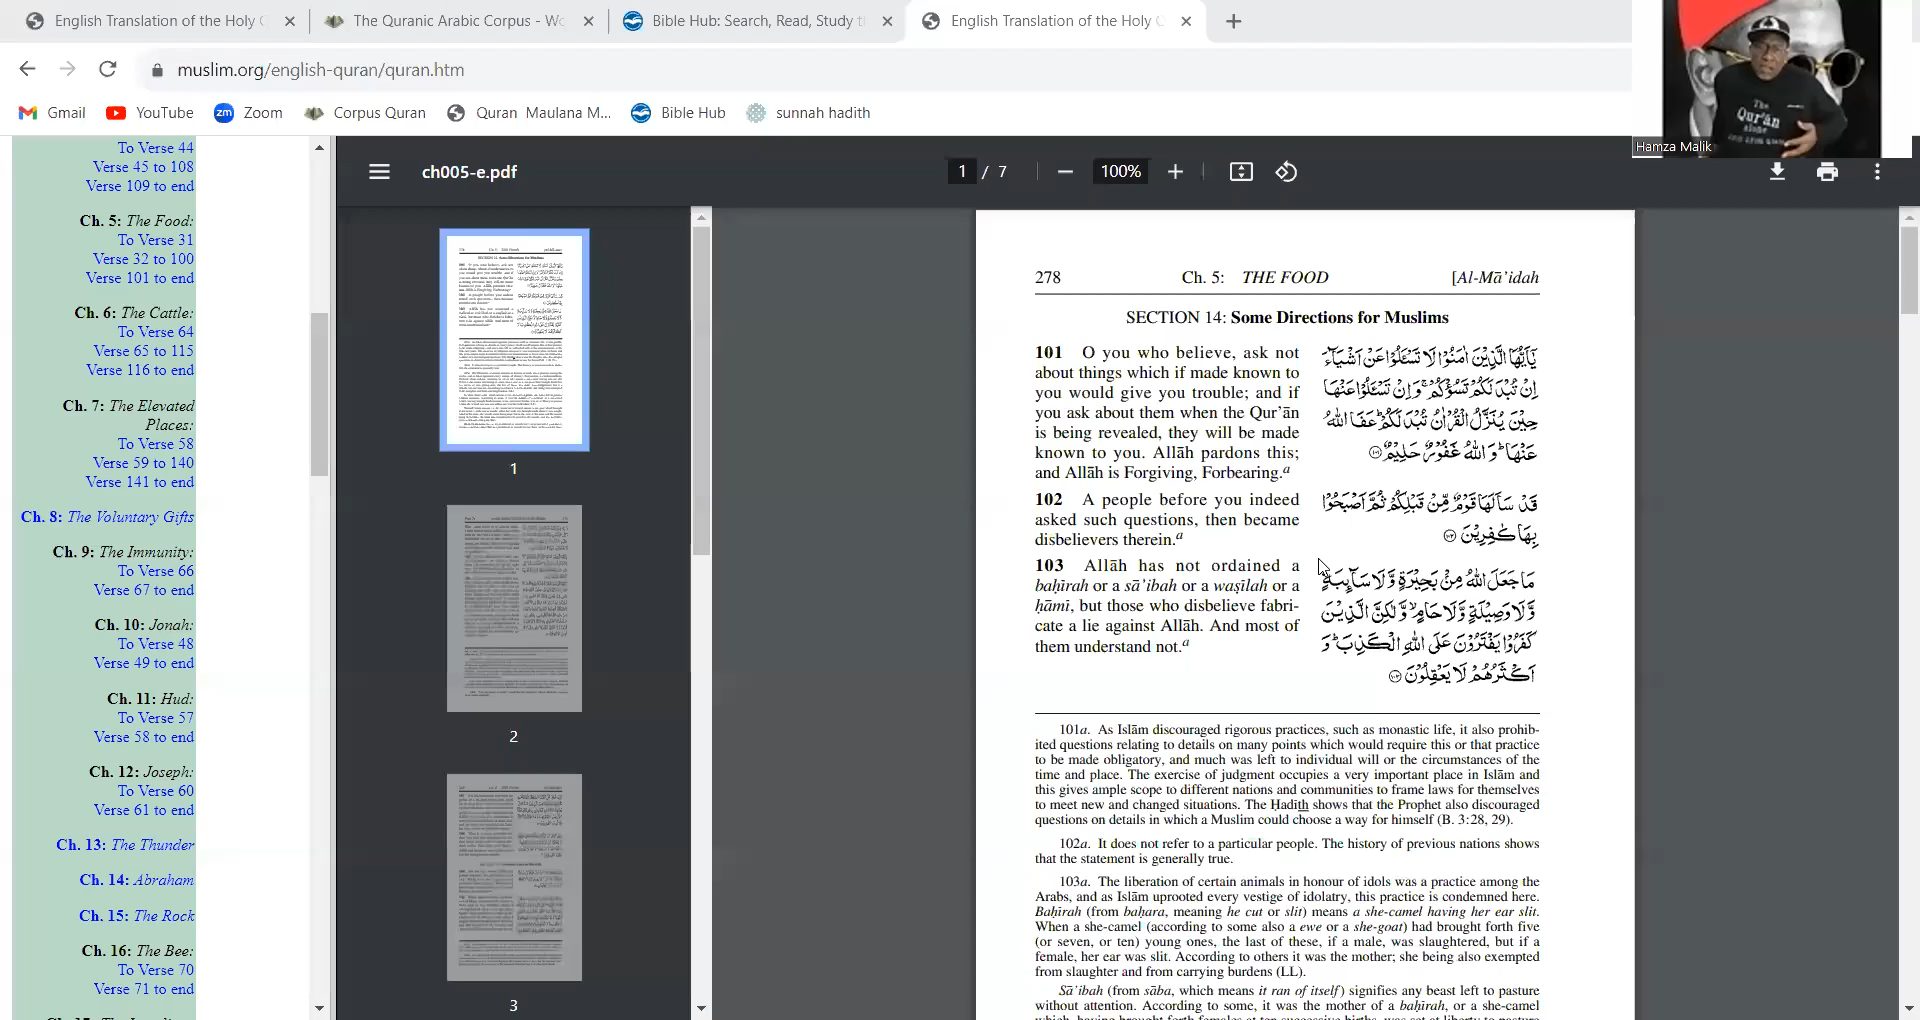 English Translation of the Holy Q
The Quranic Arabic Corpus - Wo
Bible Hub: Search, Read, Study t
English Translation of the Holy Q
muslim.org/english-quran/quran.htm
Gmail
YouTube
zm Zoom
Corpus Quran
Quran Maulana M...
Bible Hub
sunnah hadith
The
Qur'ān
alone
Hamza Malik
To Verse 44
Verse 45 to 108
Verse 109 to end
Ch. 5: The Food:
To Verse 31
Verse 32 to 100
Verse 101 to end
Ch. 6: The Cattle:
To Verse 64
Verse 65 to 115
Verse 116 to end
Ch. 7: The Elevated
Places:
To Verse 58
Verse 59 to 140
Verse 141 to end
Ch. 8: The Voluntary Gifts
Ch. 9: The Immunity:
To Verse 66
Verse 67 to end
Ch. 10: Jonah:
To Verse 48
Verse 49 to end
Ch. 11: Hud:
To Verse 57
Verse 58 to end
Ch. 12: Joseph:
To Verse 60
Verse 61 to end
Ch. 13: The Thunder
Ch. 14: Abraham
Ch. 15: The Rock
Ch. 16: The Bee:
To Verse 70
Verse 71 to end
ch005-e.pdf
1 / 7
100%
1
2
3
278 Ch. 5: THE FOOD [Al-Mā’idah
SECTION 14: Some Directions for Muslims
101 O you who believe, ask not
about things which if made known to
you would give you trouble; and if
you ask about them when the Qur’ān
is being revealed, they will be made
known to you. Allāh pardons this;
and Allāh is Forgiving, Forbearing.a
102 A people before you indeed
asked such questions, then became
disbelievers therein.a
103 Allāh has not ordained a
baḥīrah or a sā’ibah or a waṣīlah or a
ḥāmī, but those who disbelieve fabri-
cate a lie against Allāh. And most of
them understand not.a
يٰۤاَيُّهَا الَّذِيْنَ اٰمَنُوْا لَا تَسْـَٔلُوْا عَنْ اَشْيَآءَ
اِنْ تُبْدَ لَكُمْ تَسُؤْكُمْ ۚ وَ اِنْ تَسْـَٔلُوْا عَنْهَا
حِيْنَ يُنَزَّلُ الْقُرْاٰنُ تُبْدَ لَكُمْ ؕ عَفَا اللّٰهُ
عَنْهَا ؕ وَ اللّٰهُ غَفُوْرٌ حَلِيْمٌ ۝۱۰۱
قَدْ سَاَلَهَا قَوْمٌ مِّنْ قَبْلِكُمْ ثُمَّ اَصْبَحُوْا
بِهَا كٰفِرِيْنَ ۝۱۰۲
مَا جَعَلَ اللّٰهُ مِنْۢ بَحِيْرَةٍ وَّ لَا سَآئِبَةٍ
وَّ لَا وَصِيْلَةٍ وَّ لَا حَامٍ ۙ وَّ لٰكِنَّ الَّذِيْنَ
كَفَرُوْا يَفْتَرُوْنَ عَلَى اللّٰهِ الْكَذِبَ ؕ وَ
اَكْثَرُهُمْ لَا يَعْقِلُوْنَ ۝۱۰۳
101a. As Islām discouraged rigorous practices, such as monastic life, it also prohib-
ited questions relating to details on many points which would require this or that practice
to be made obligatory, and much was left to individual will or the circumstances of the
time and place. The exercise of judgment occupies a very important place in Islām and
this gives ample scope to different nations and communities to frame laws for themselves
to meet new and changed situations. The Ḥadīth shows that the Prophet also discouraged
questions on details in which a Muslim could choose a way for himself (B. 3:28, 29).
102a. It does not refer to a particular people. The history of previous nations shows
that the statement is generally true.
103a. The liberation of certain animals in honour of idols was a practice among the
Arabs, and as Islām uprooted every vestige of idolatry, this practice is condemned here.
Baḥīrah (from baḥara, meaning he cut or slit) means a she-camel having her ear slit.
When a she-camel (according to some also a ewe or a she-goat) had brought forth five
(or seven, or ten) young ones, the last of these, if a male, was slaughtered, but if a
female, her ear was slit. According to others it was the mother; she being also exempted
from slaughter and from carrying burdens (LL).
Sā’ibah (from sāba, which means it ran of itself) signifies any beast left to pasture
without attention. According to some, it was the mother of a baḥīrah, or a she-camel